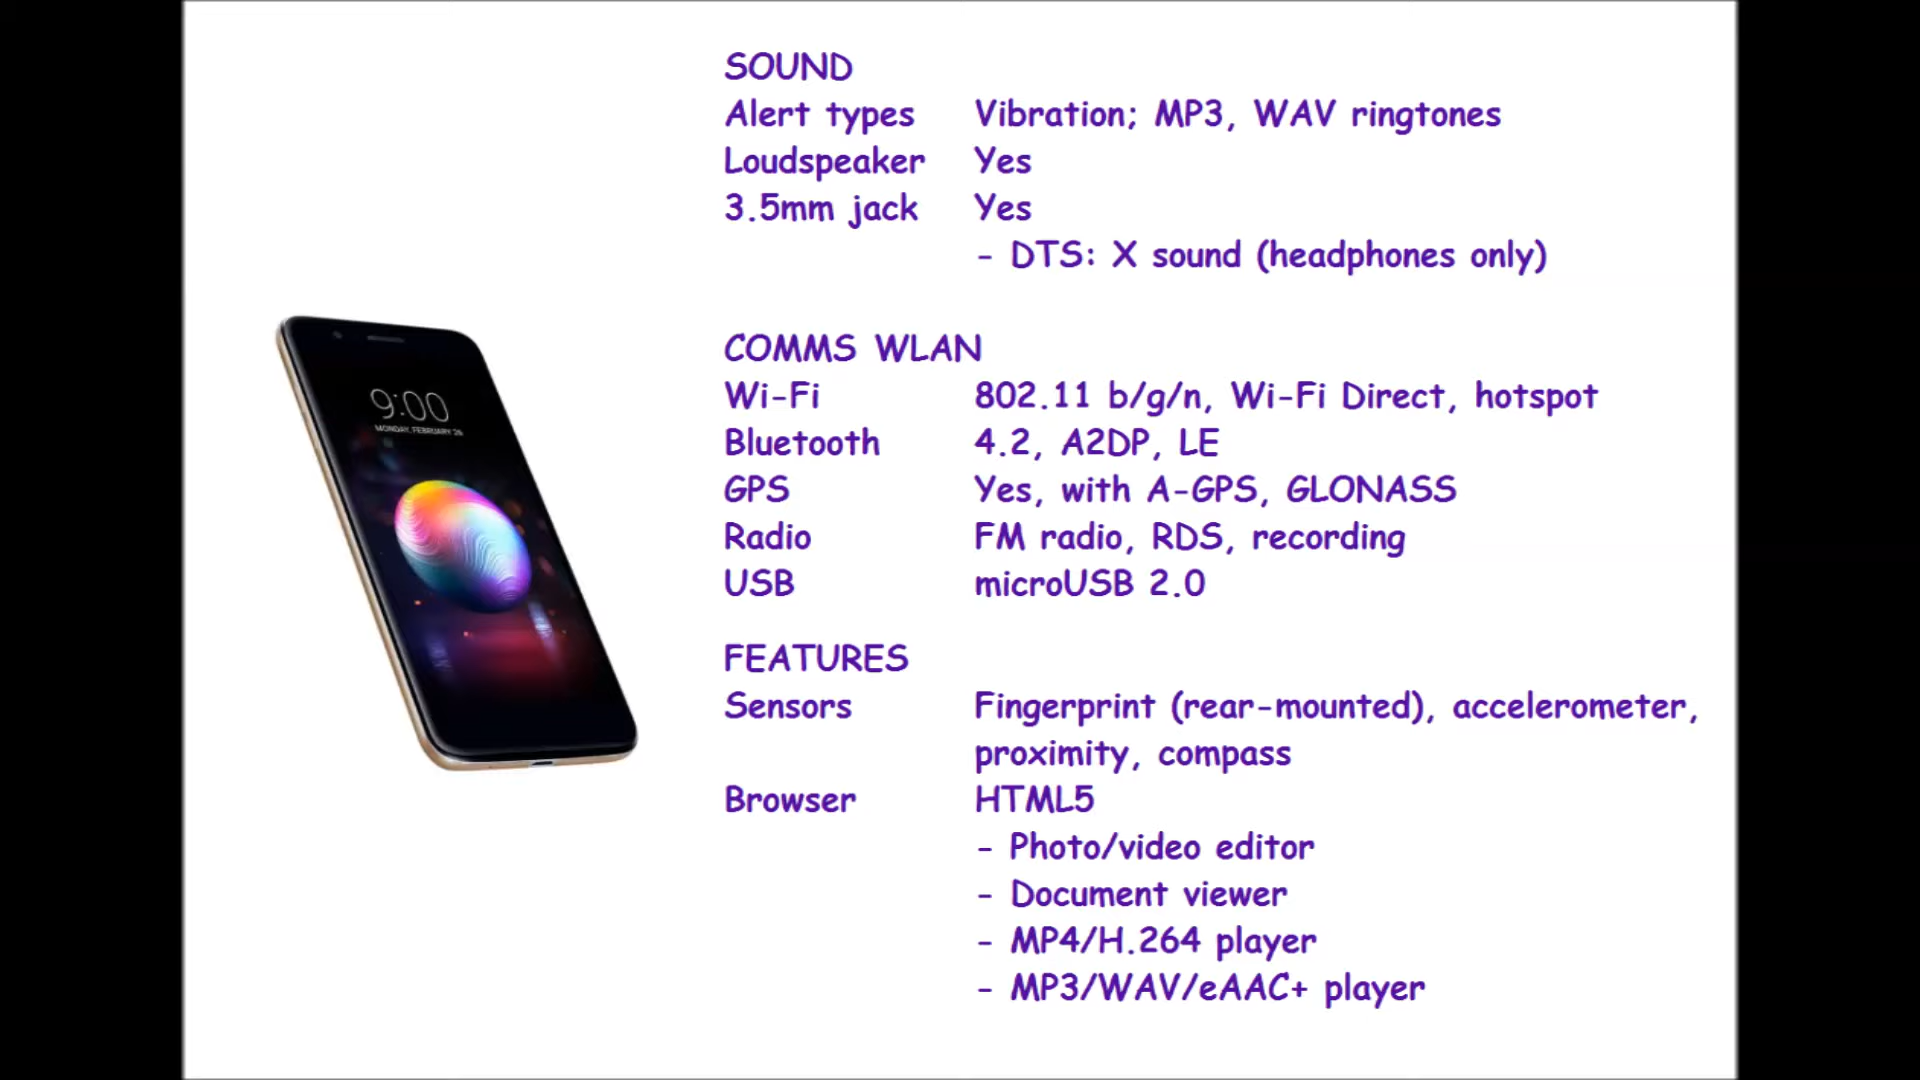 SOUND
Alert types Vibration; MP3, WAV ringtones
Loudspeaker Yes
3.5mm jack Yes
- DTS: X sound (headphones only)
COMMS WLAN
Wi-Fi 802.11 b/g/n, Wi-Fi Direct, hotspot
Bluetooth 4.2, A2DP, LE
GPS Yes, with A-GPS, GLONASS
Radio FM radio, RDS, recording
USB microUSB 2.0
FEATURES
Sensors Fingerprint (rear-mounted), accelerometer,
proximity, compass
Browser HTML5
- Photo/video editor
- Document viewer
- MP4/H.264 player
- MP3/WAV/eAAC+ player
9:00
MONDAY, FEBRUARY 26